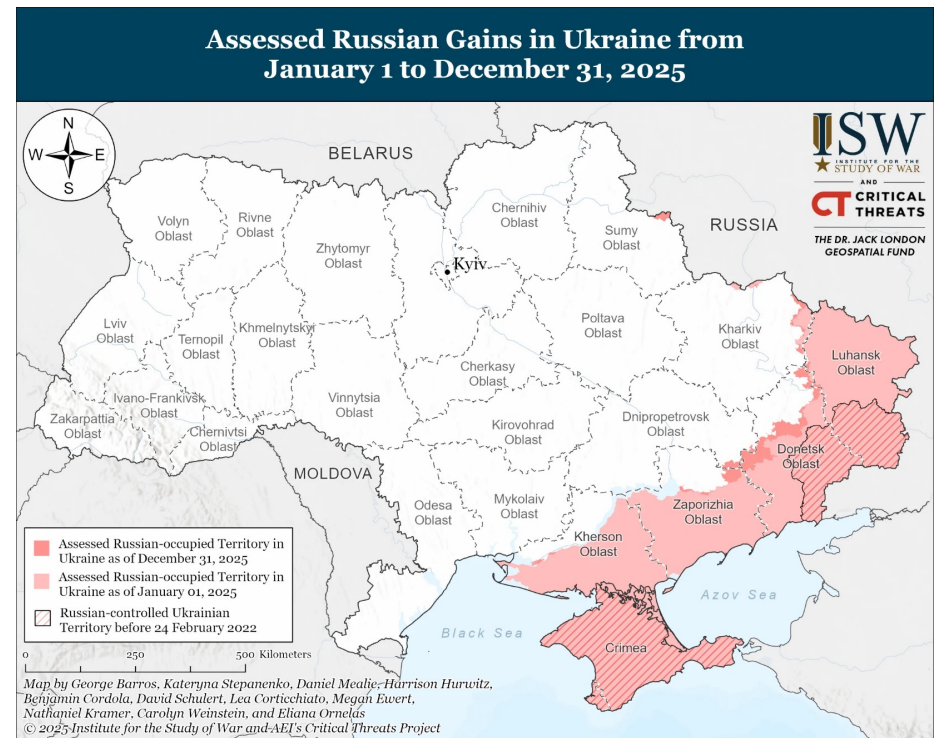 Assessed Russian Gains in Ukraine from
January 1 to December 31, 2025
N
W
E
S
BELARUS
RUSSIA
ISW
INSTITUTE FOR THE
STUDY OF WAR
AND
CT CRITICAL
THREATS
THE DR. JACK LONDON
GEOSPATIAL FUND
Volyn
Oblast
Rivne
Oblast
Zhytomyr
Oblast
Kyiv
Chernihiv
Oblast
Sumy
Oblast
Lviv
Oblast
Ternopil
Oblast
Khmelnytskyi
Oblast
Poltava
Oblast
Kharkiv
Oblast
Luhansk
Oblast
Cherkasy
Oblast
Ivano-Frankivsk
Oblast
Zakarpattia
Oblast
Chernivtsi
Oblast
Vinnytsia
Oblast
Kirovohrad
Oblast
Dnipropetrovsk
Oblast
Donetsk
Oblast
MOLDOVA
Odesa
Oblast
Mykolaiv
Oblast
Zaporizhia
Oblast
Kherson
Oblast
Azov Sea
Black Sea
Crimea
Assessed Russian-occupied Territory in
Ukraine as of December 31, 2025
Assessed Russian-occupied Territory in
Ukraine as of January 01, 2025
Russian-controlled Ukrainian
Territory before 24 February 2022
0 250 500 Kilometers
Map by George Barros, Kateryna Stepanenko, Daniel Mealie, Harrison Hurwitz,
Benjamin Cordola, David Schulert, Lea Corticchiato, Megan Ewert,
Nathaniel Kramer, Carolyn Weinstein, and Eliana Ornelas
© 2025 Institute for the Study of War and AEI's Critical Threats Project